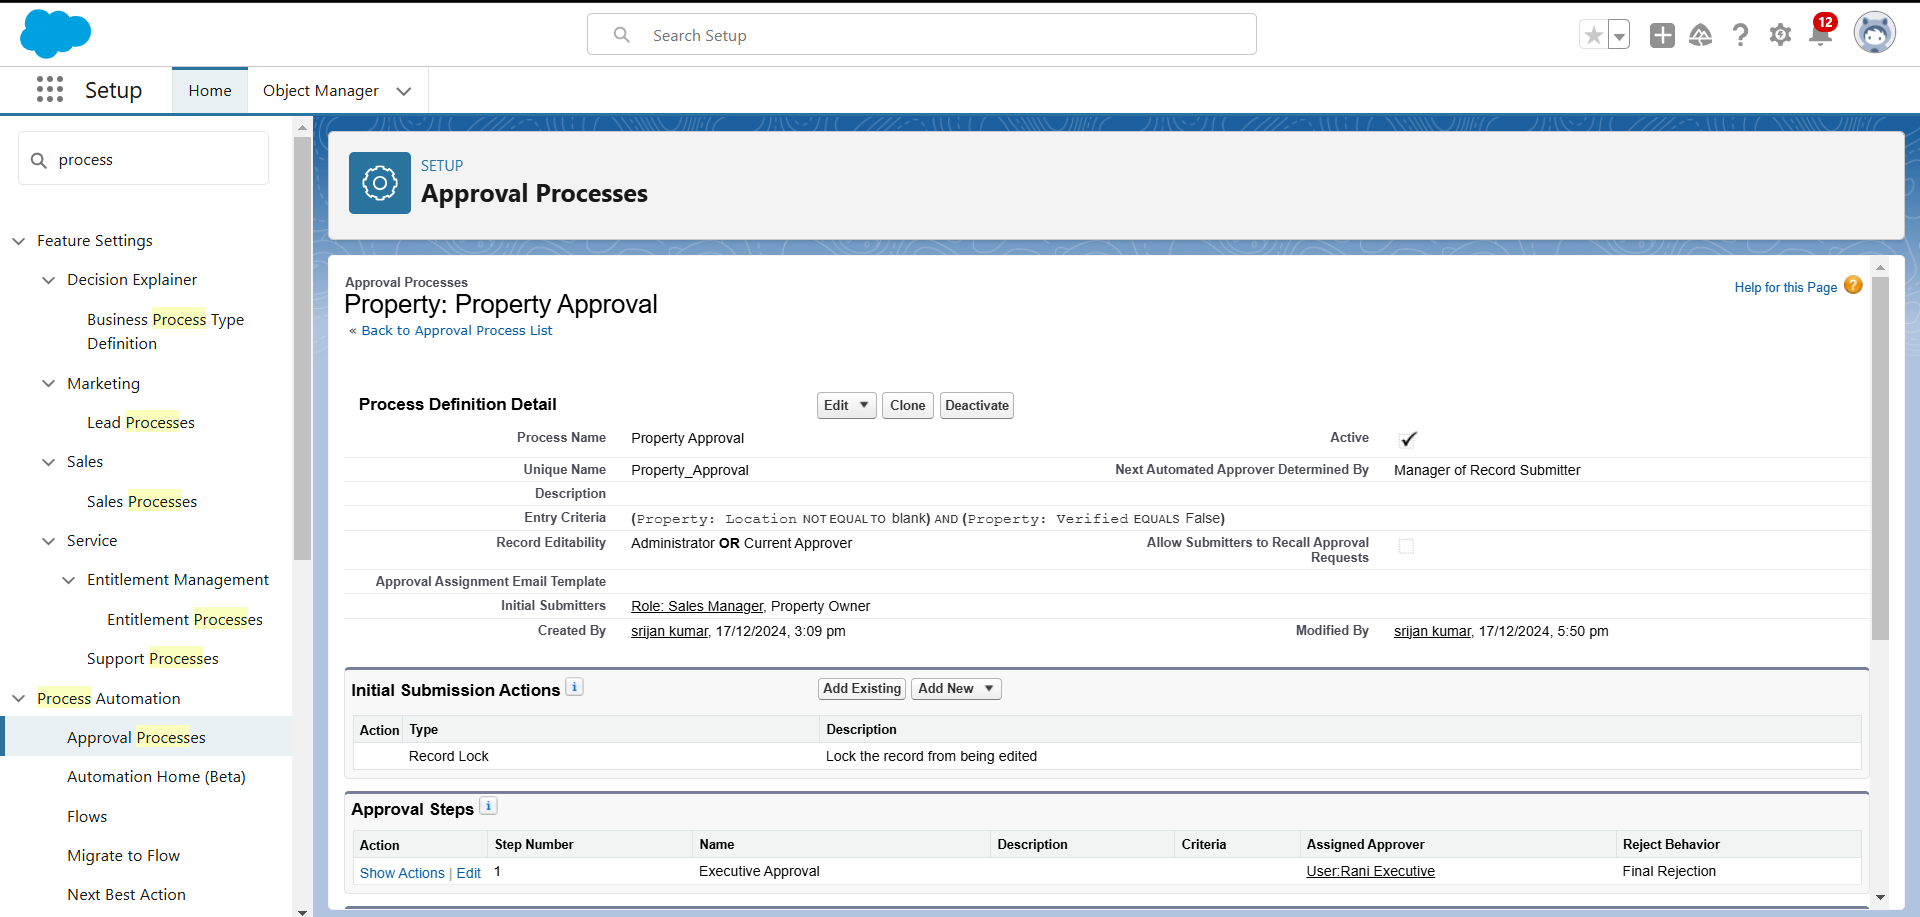 Search Setup
12
Setup
Home
Object Manager
process
Feature Settings
Decision Explainer
Business Process Type
Definition
Marketing
Lead Processes
Sales
Sales Processes
Service
Entitlement Management
Entitlement Processes
Support Processes
Process Automation
Approval Processes
Automation Home (Beta)
Flows
Migrate to Flow
Next Best Action
SETUP
Approval Processes
Approval Processes
Property: Property Approval
Help for this Page ?
« Back to Approval Process List
Process Definition Detail
Edit ▼ Clone Deactivate
Process Name Property Approval Active ✓
Unique Name Property_Approval Next Automated Approver Determined By Manager of Record Submitter
Description
Entry Criteria (Property: Location NOT EQUAL TO blank) AND (Property: Verified EQUALS False)
Record Editability Administrator OR Current Approver Allow Submitters to Recall Approval
Requests
Approval Assignment Email Template
Initial Submitters Role: Sales Manager, Property Owner
Created By srijan kumar, 17/12/2024, 3:09 pm Modified By srijan kumar, 17/12/2024, 5:50 pm
Initial Submission Actions i Add Existing Add New ▼
Action Type Description
Record Lock Lock the record from being edited
Approval Steps i
Action Step Number Name Description Criteria Assigned Approver Reject Behavior
Show Actions | Edit 1 Executive Approval User:Rani Executive Final Rejection